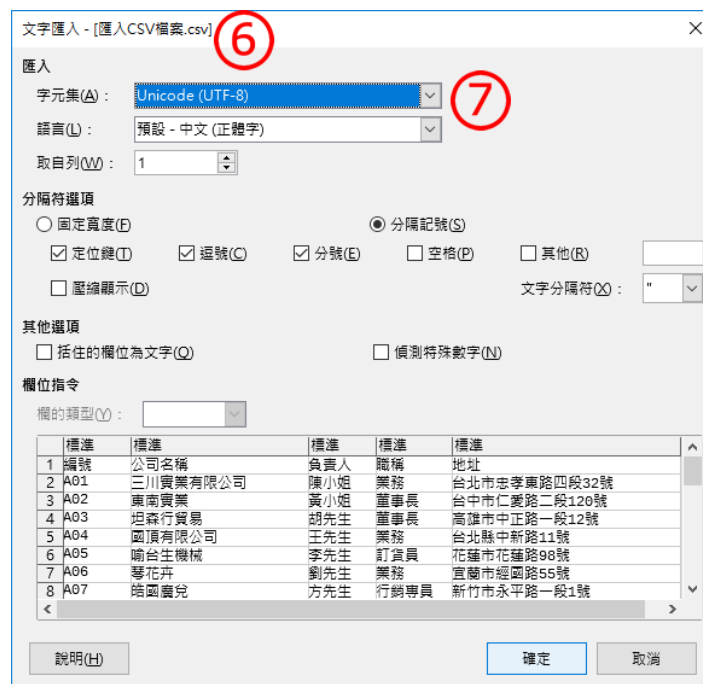 文字匯入 - [匯入CSV檔案.csv]
⑥
匯入
字元集(A)： Unicode (UTF-8)
⑦
語言(L)： 預設 - 中文 (正體字)
取自列(W)： 1
分隔符選項
固定寬度(F) 分隔記號(S)
定位鍵(T) 逗號(C) 分號(E) 空格(P) 其他(R)
壓縮顯示(D) 文字分隔符(X)： "
其他選項
括住的欄位為文字(Q) 偵測特殊數字(N)
欄位指令
欄的類型(Y)：
標準 標準 標準 標準 標準
1 編號 公司名稱 負責人 職稱 地址
2 A01 三川實業有限公司 陳小姐 業務 台北市忠孝東路四段32號
3 A02 東南實業 黃小姐 董事長 台中市仁愛路二段120號
4 A03 坦森行貿易 胡先生 董事長 高雄市中正路一段12號
5 A04 國頂有限公司 王先生 業務 台北縣中新路11號
6 A05 喻台生機械 李先生 訂貨員 花蓮市花蓮路98號
7 A06 琴花卉 劉先生 業務 宜蘭市經國路55號
8 A07 皓國廣兌 方先生 行銷專員 新竹市永平路一段1號
說明(H) 確定 取消